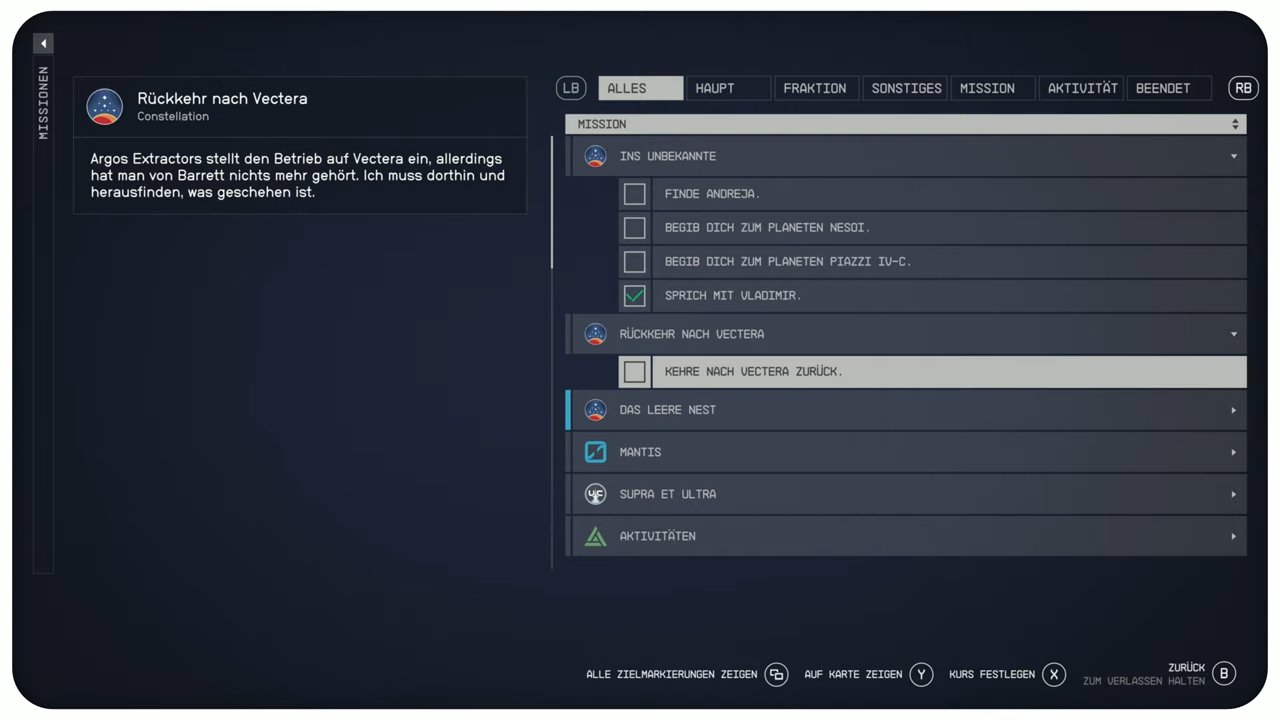 MISSIONEN
Rückkehr nach Vectera
Constellation
Argos Extractors stellt den Betrieb auf Vectera ein, allerdings
hat man von Barrett nichts mehr gehört. Ich muss dorthin und
herausfinden, was geschehen ist.
LB ALLES HAUPT FRAKTION SONSTIGES MISSION AKTIVITÄT BEENDET RB
MISSION
INS UNBEKANNTE
FINDE ANDREJA.
BEGIB DICH ZUM PLANETEN NESOI.
BEGIB DICH ZUM PLANETEN PIAZZI IV-C.
SPRICH MIT VLADIMIR.
RÜCKKEHR NACH VECTERA
KEHRE NACH VECTERA ZURÜCK.
DAS LEERE NEST
MANTIS
UC SUPRA ET ULTRA
AKTIVITÄTEN
ALLE ZIELMARKIERUNGEN ZEIGEN AUF KARTE ZEIGEN Y KURS FESTLEGEN X ZURÜCK B
ZUM VERLASSEN HALTEN